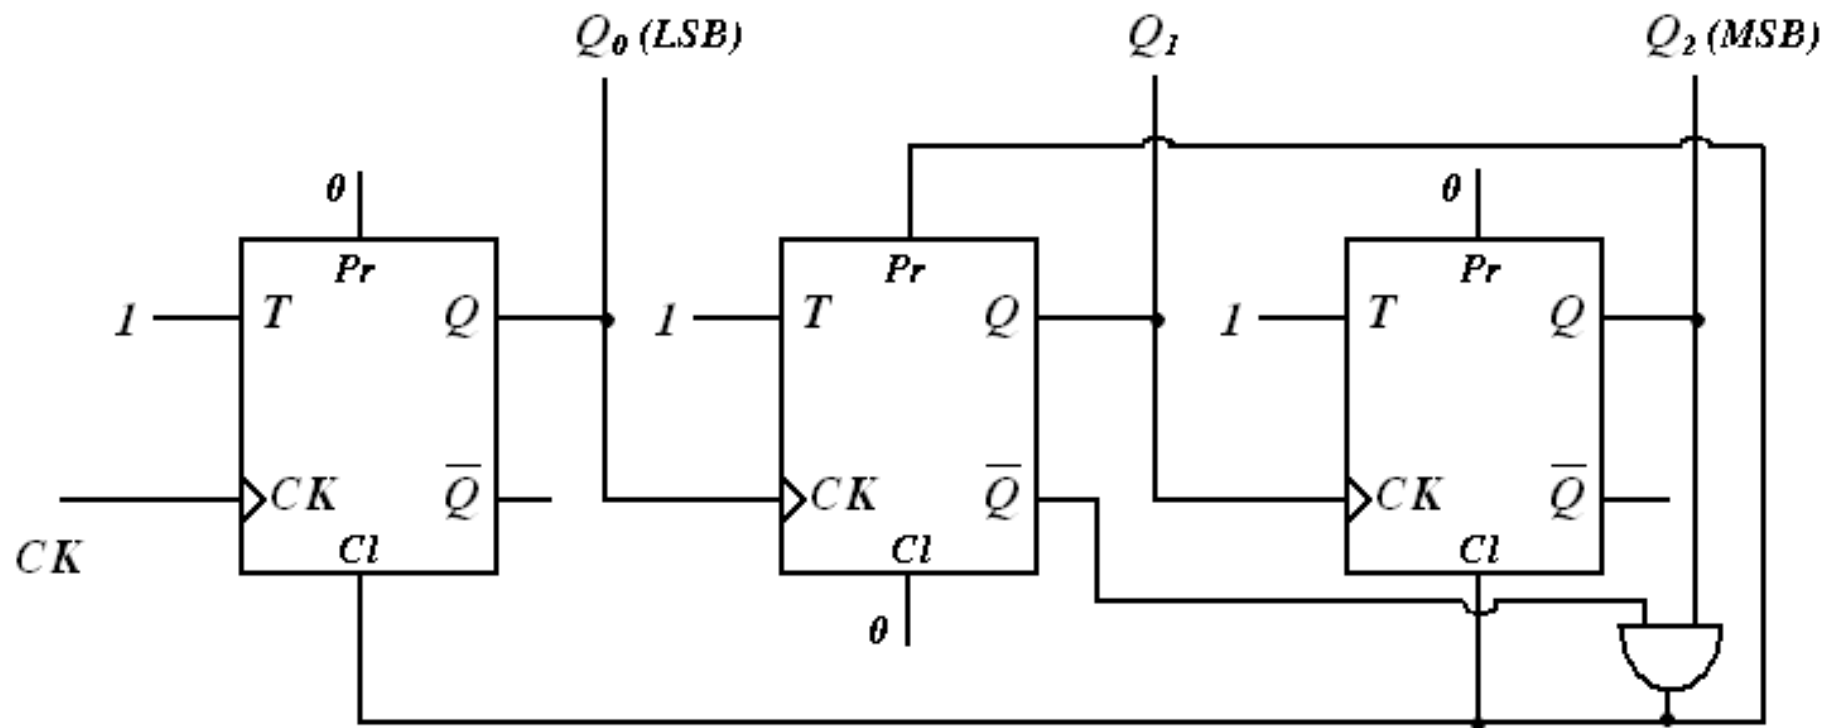 Q₀ (LSB) Q₁ Q₂ (MSB)
0 0
Pr Pr Pr
1 T Q 1 T Q 1 T Q
CK Q̅ CK Q̅ CK Q̅
CK Cl Cl Cl
0